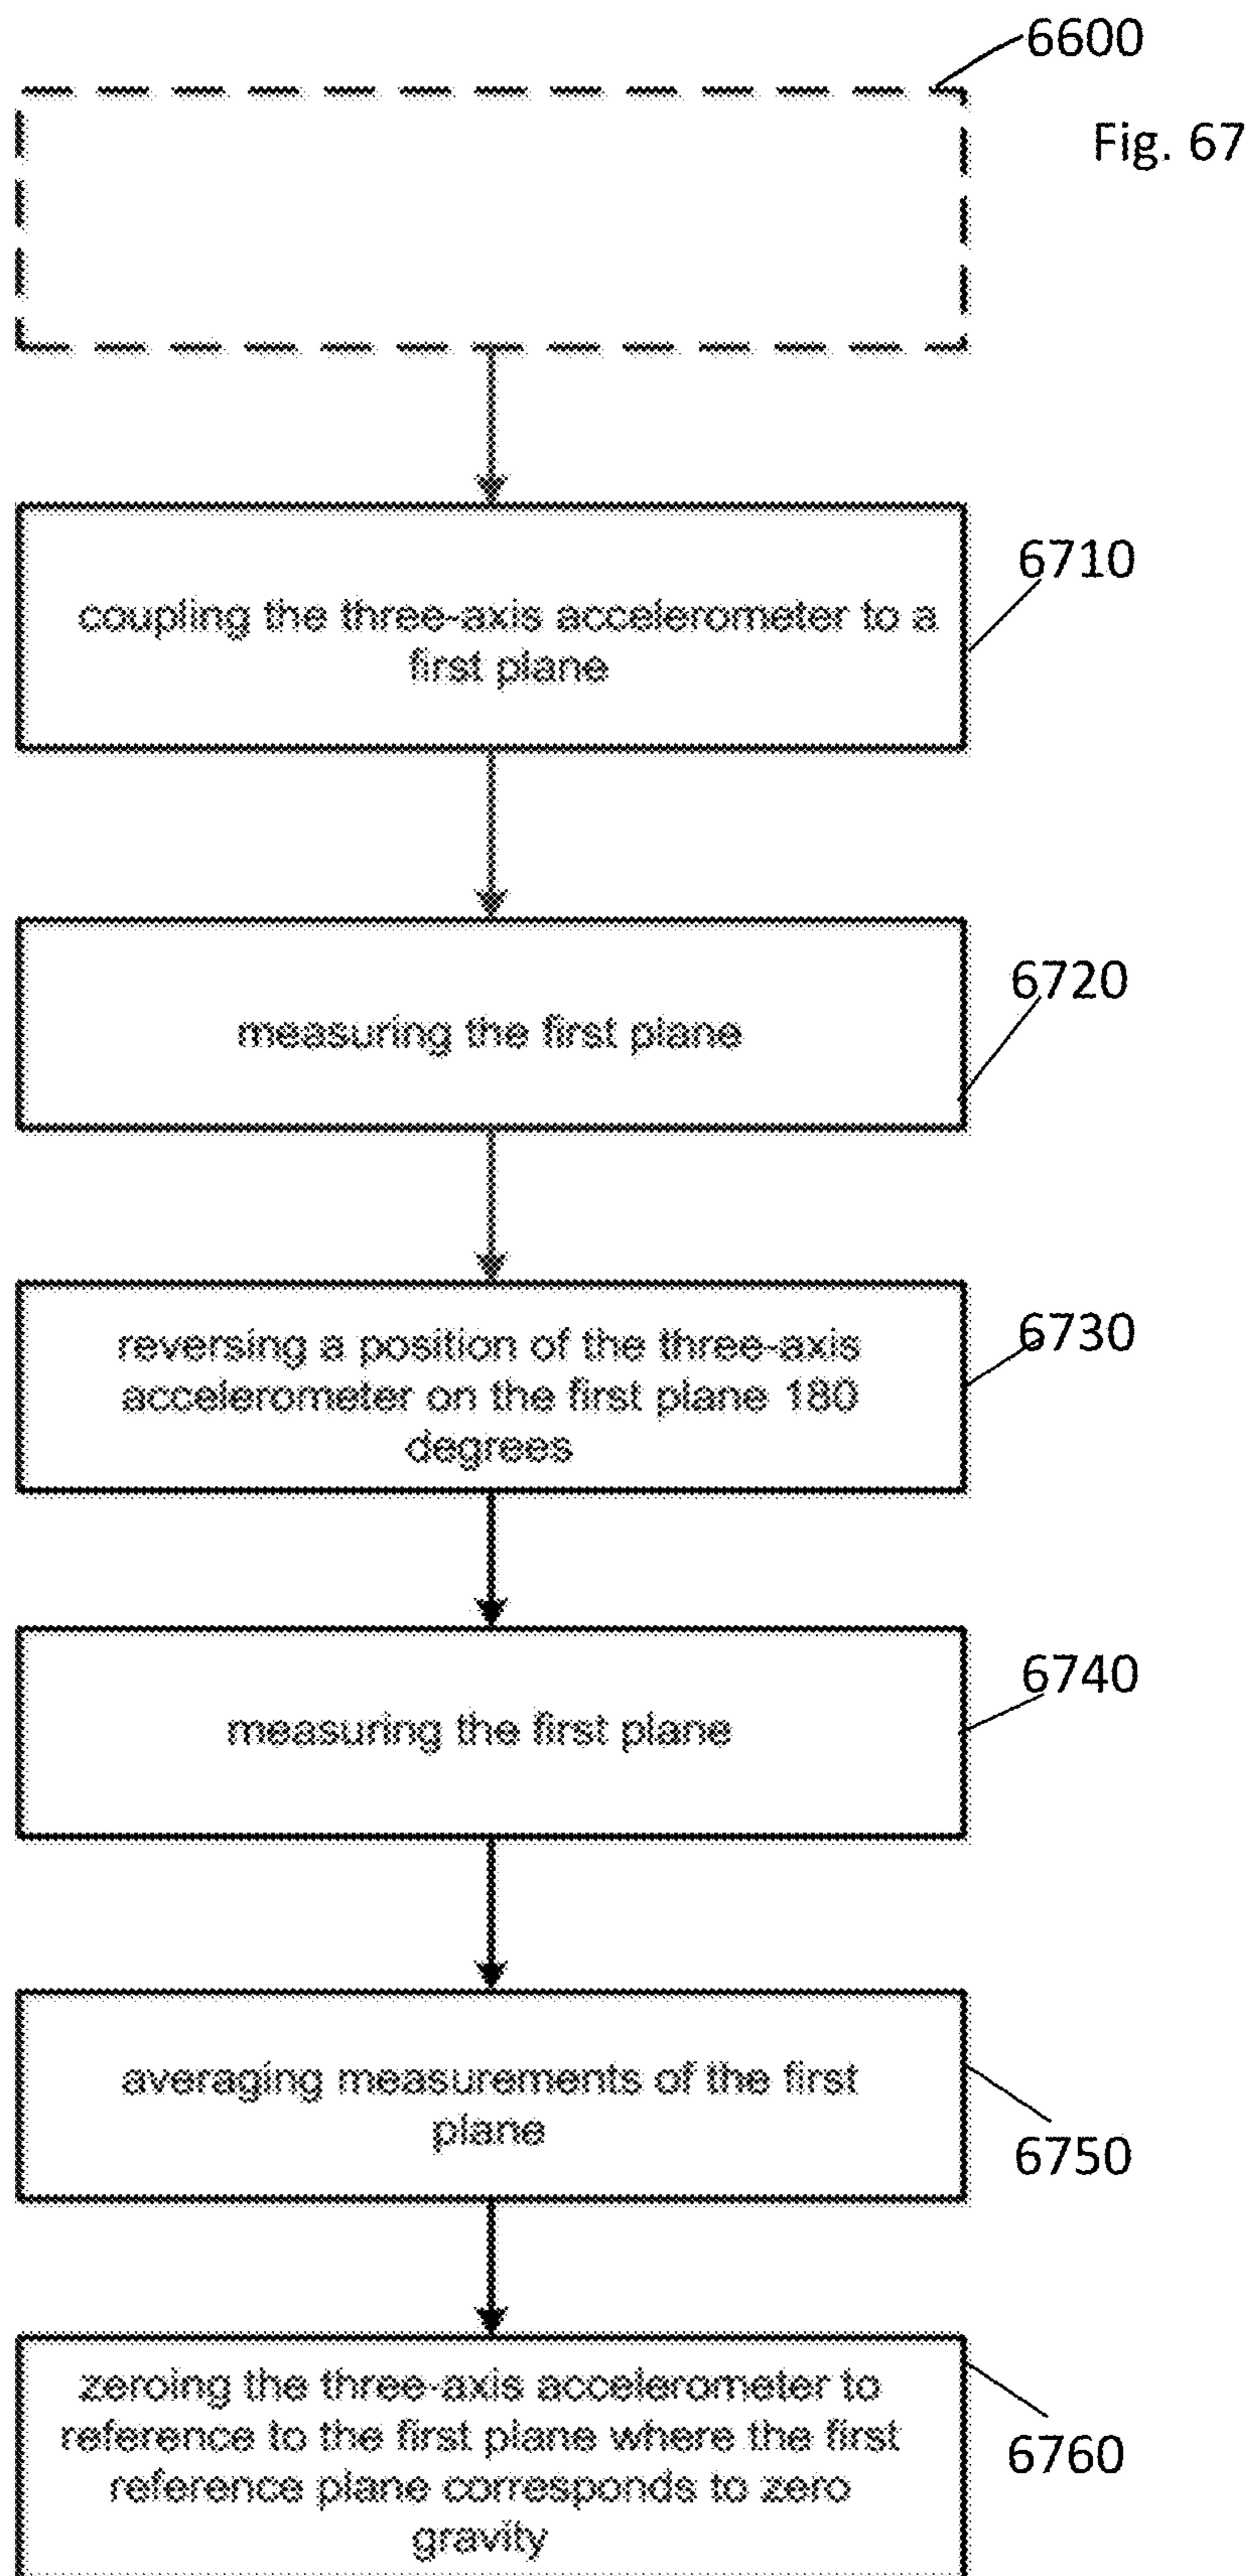 6600
Fig. 67
6710
coupling the three-axis accelerometer to a
first plane
6720
measuring the first plane
6730
reversing a position of the three-axis
accelerometer on the first plane 180
degrees
6740
measuring the first plane
averaging measurements of the first
plane
6750
zeroing the three-axis accelerometer to
reference to the first plane where the first
reference plane corresponds to zero
gravity
6760